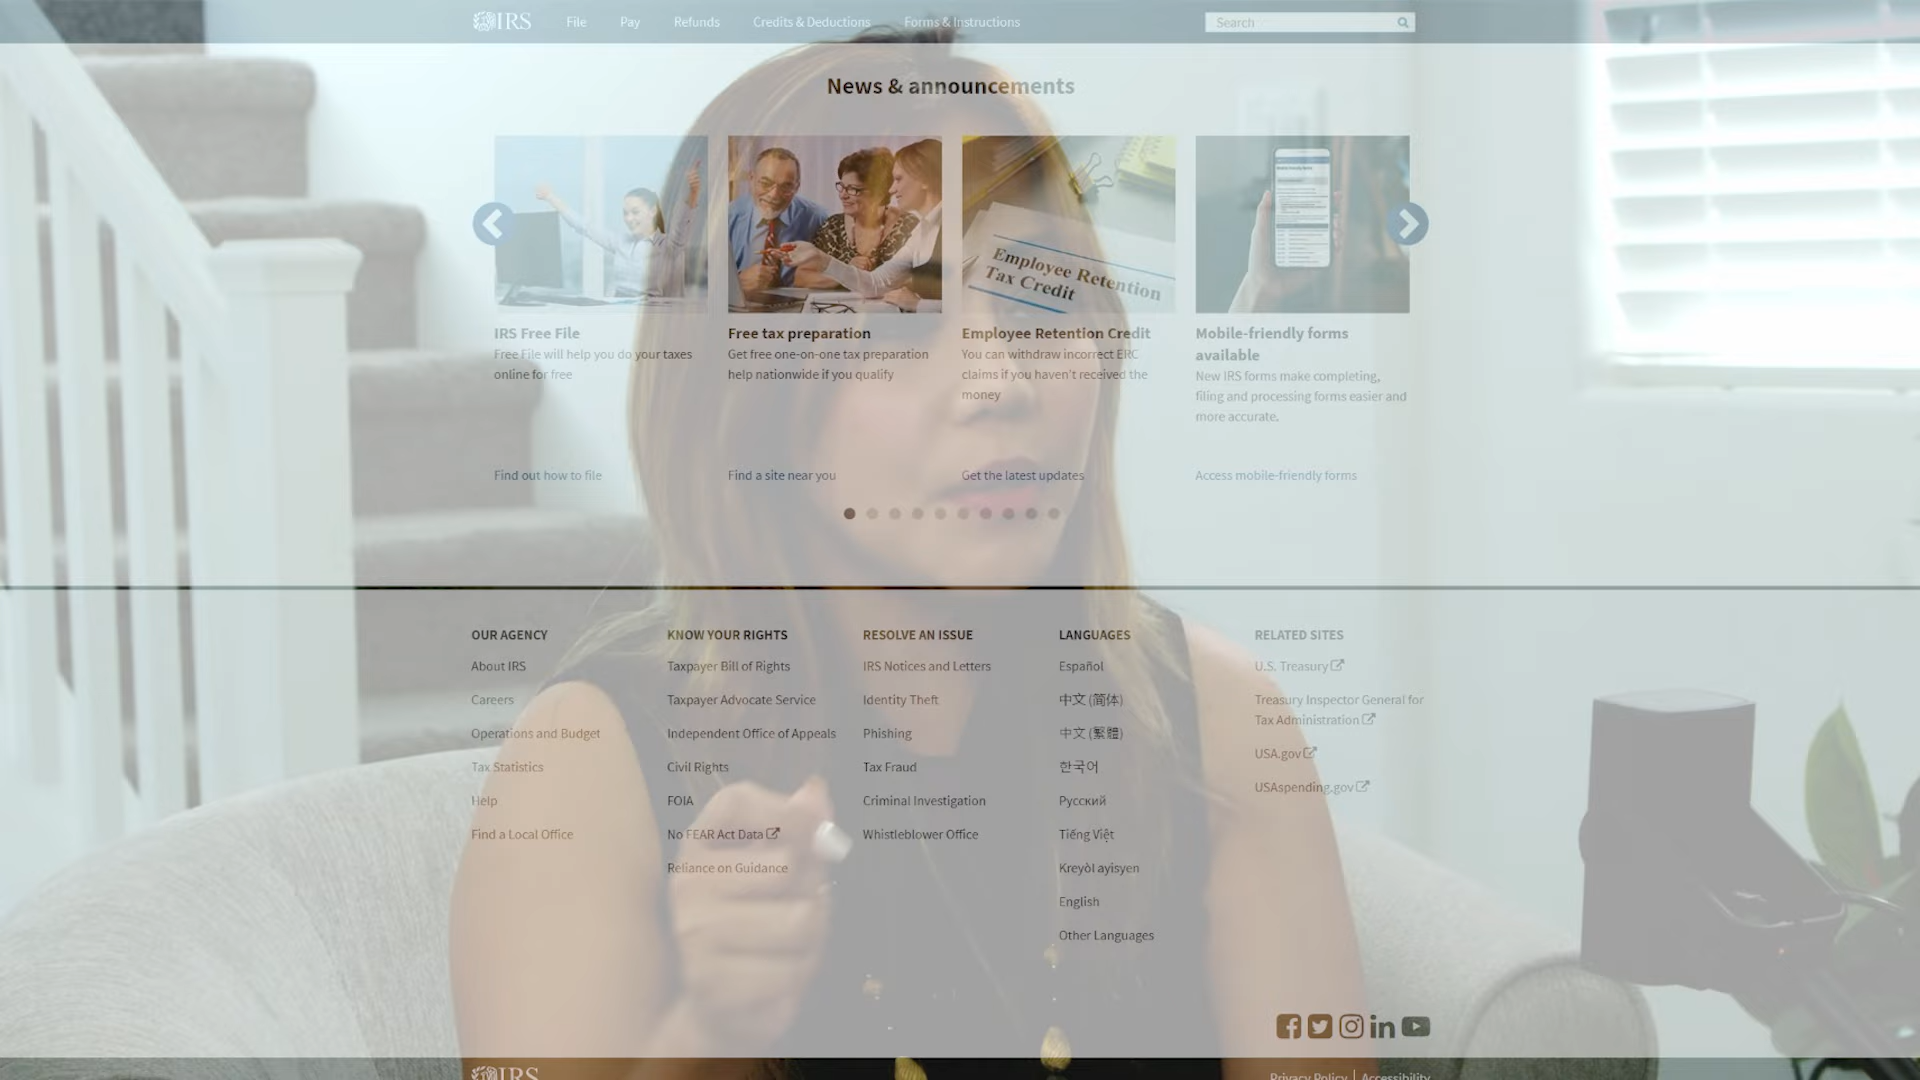 IRS
File
Pay
Refunds
Credits & Deductions
Forms & Instructions
Search
News & announcements
Employee Retention
Tax Credit
IRS Free File
Free File will help you do your taxes
online for free
Find out how to file
Free tax preparation
Get free one-on-one tax preparation
help nationwide if you qualify
Find a site near you
Employee Retention Credit
You can withdraw incorrect ERC
claims if you haven't received the
money
Get the latest updates
Mobile-friendly forms
available
New IRS forms make completing,
filing and processing forms easier and
more accurate.
Access mobile-friendly forms
OUR AGENCY
About IRS
Careers
Operations and Budget
Tax Statistics
Help
Find a Local Office
KNOW YOUR RIGHTS
Taxpayer Bill of Rights
Taxpayer Advocate Service
Independent Office of Appeals
Civil Rights
FOIA
No FEAR Act Data
Reliance on Guidance
RESOLVE AN ISSUE
IRS Notices and Letters
Identity Theft
Phishing
Tax Fraud
Criminal Investigation
Whistleblower Office
LANGUAGES
Español
中文 (简体)
中文 (繁體)
한국어
Русский
Tiếng Việt
Kreyòl ayisyen
English
Other Languages
RELATED SITES
U.S. Treasury
Treasury Inspector General for
Tax Administration
USA.gov
USAspending.gov
IRS
Privacy Policy | Accessibility